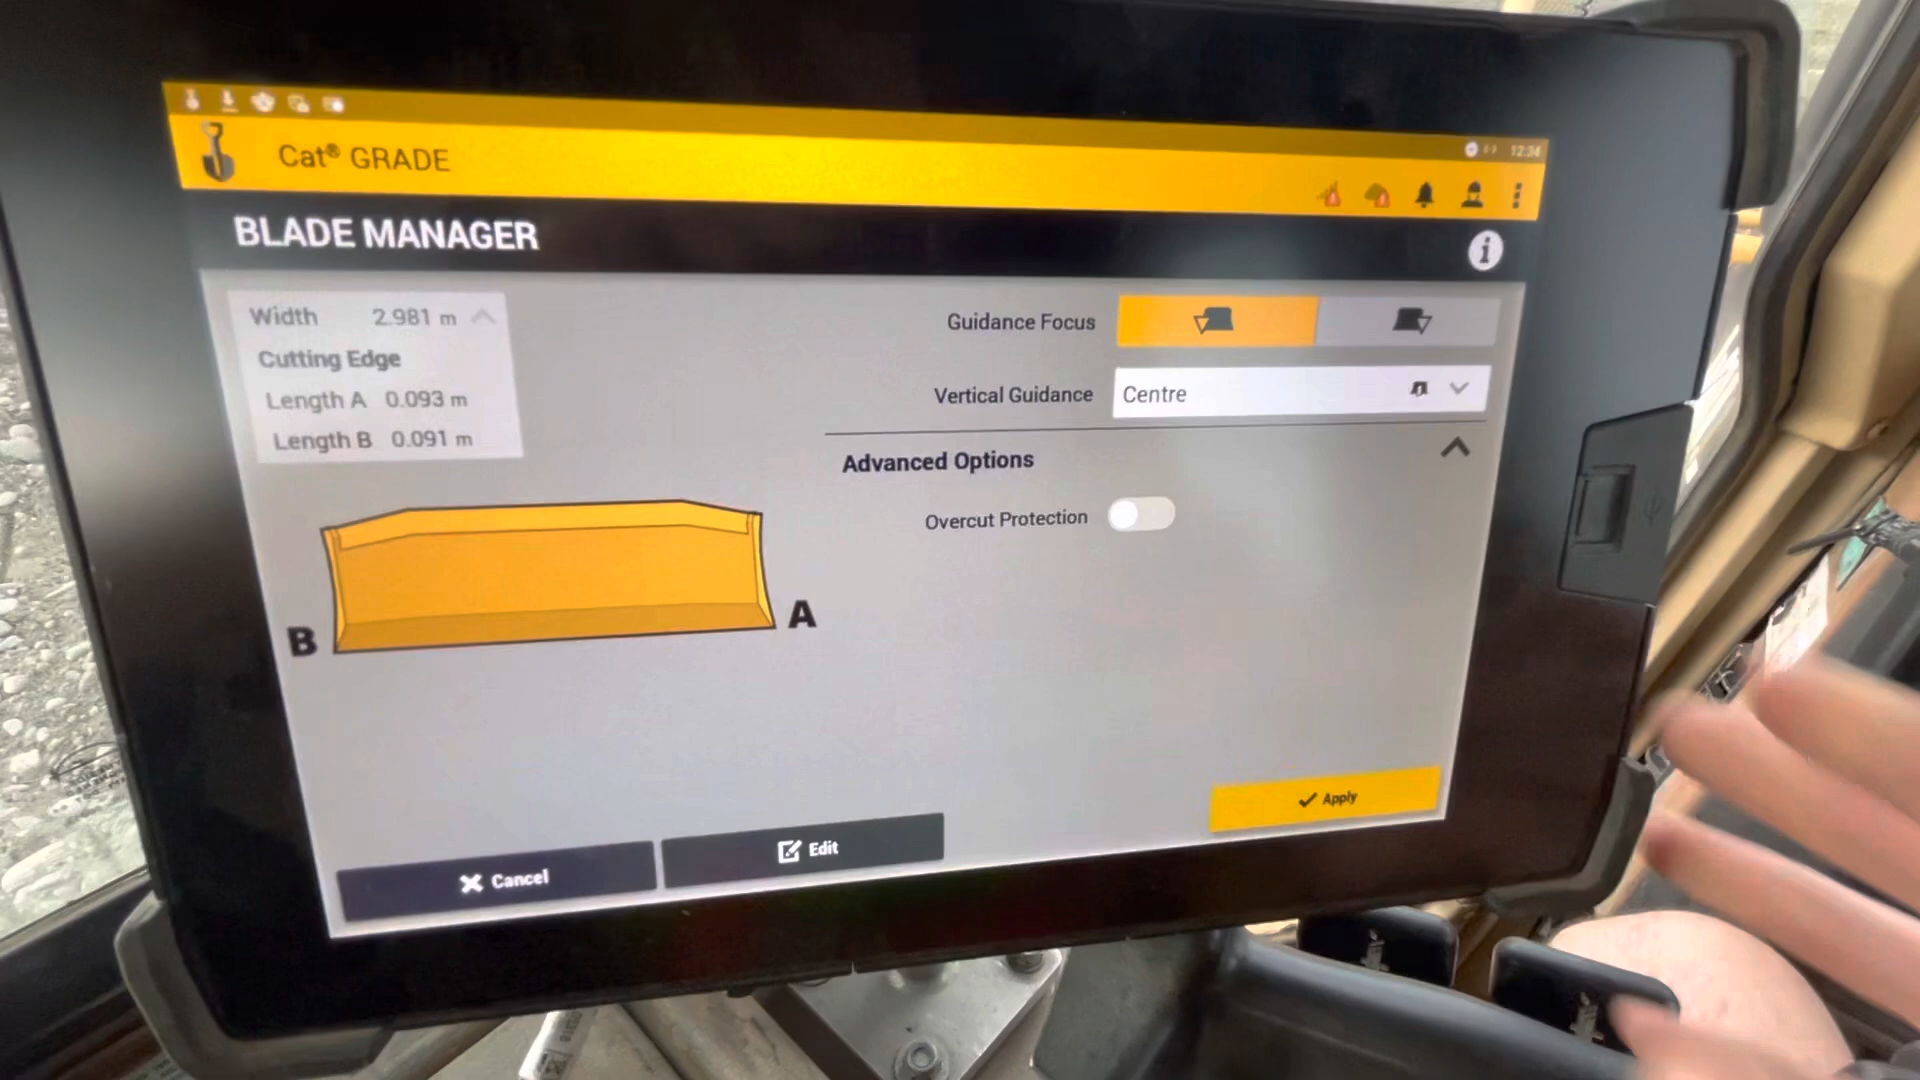 12:34
Cat® GRADE
BLADE MANAGER
Width 2.981 m
Cutting Edge
Length A 0.093 m
Length B 0.091 m
Guidance Focus
Vertical Guidance Centre
Advanced Options
Overcut Protection
B
A
Cancel
Edit
Apply